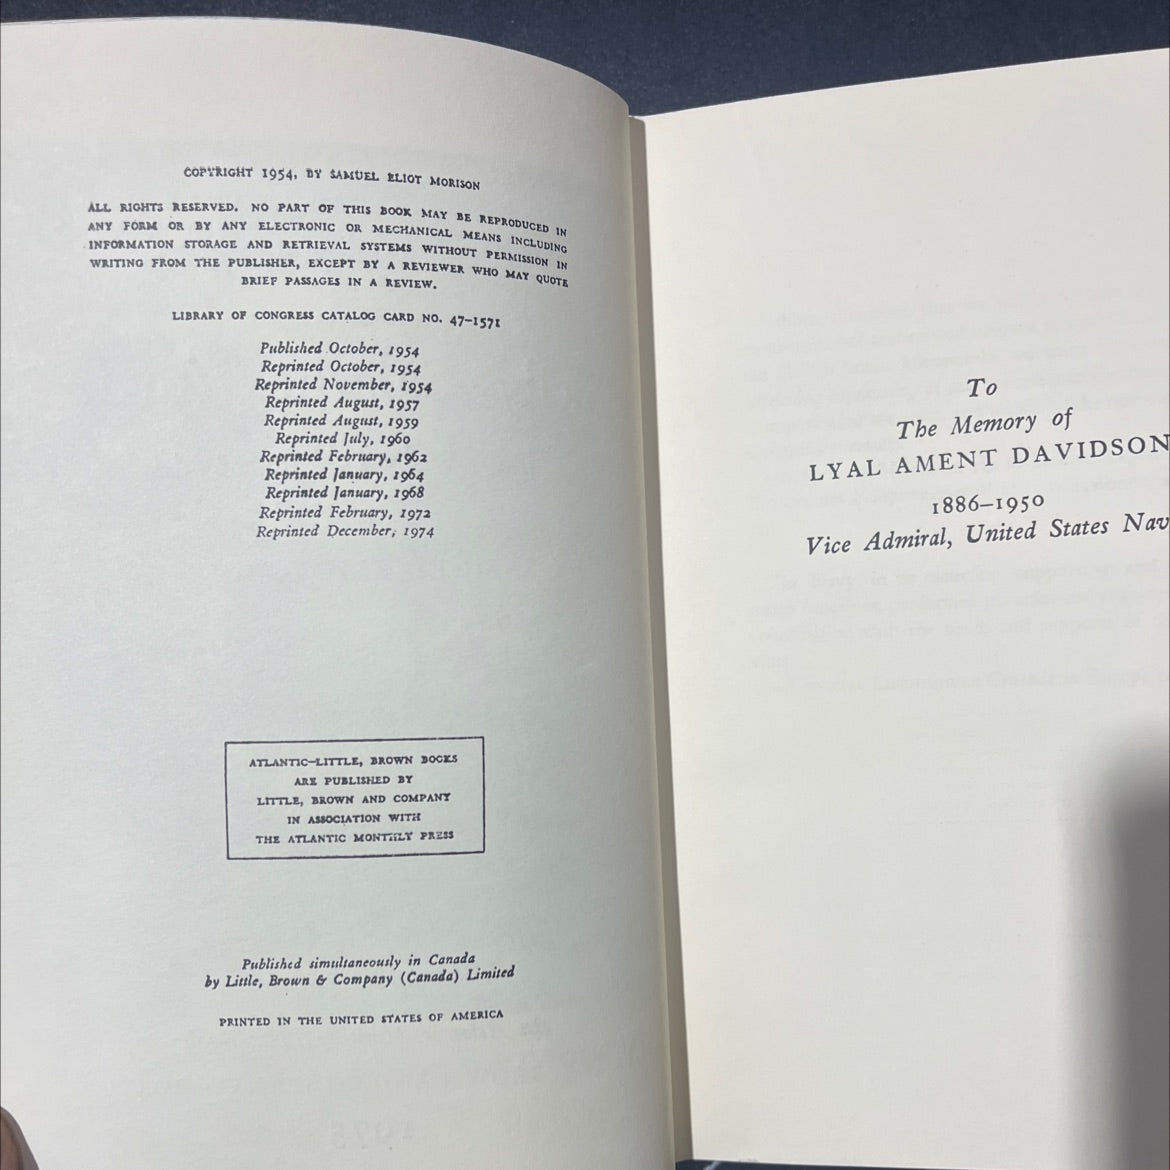 COPYRIGHT 1954, BY SAMUEL ELIOT MORISON
ALL RIGHTS RESERVED. NO PART OF THIS BOOK MAY BE REPRODUCED IN
ANY FORM OR BY ANY ELECTRONIC OR MECHANICAL MEANS INCLUDING
INFORMATION STORAGE AND RETRIEVAL SYSTEMS WITHOUT PERMISSION IN
WRITING FROM THE PUBLISHER, EXCEPT BY A REVIEWER WHO MAY QUOTE
BRIEF PASSAGES IN A REVIEW.
LIBRARY OF CONGRESS CATALOG CARD NO. 47-1571
Published October, 1954
Reprinted October, 1954
Reprinted November, 1954
Reprinted August, 1957
Reprinted August, 1959
Reprinted July, 1960
Reprinted February, 1962
Reprinted January, 1964
Reprinted January, 1968
Reprinted February, 1972
Reprinted December, 1974
ATLANTIC-LITTLE, BROWN BOOKS
ARE PUBLISHED BY
LITTLE, BROWN AND COMPANY
IN ASSOCIATION WITH
THE ATLANTIC MONTHLY PRESS
Published simultaneously in Canada
by Little, Brown & Company (Canada) Limited
PRINTED IN THE UNITED STATES OF AMERICA
To
The Memory of
LYAL AMENT DAVIDSON
1886–1950
Vice Admiral, United States Nav